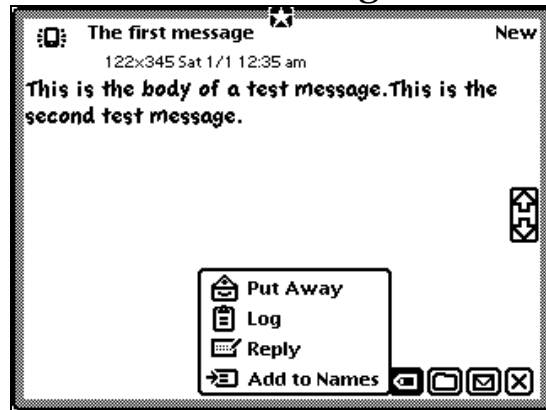 The first message New
122x345 Sat 1/1 12:35 am
This is the body of a test message.This is the
second test message.
Put Away
Log
Reply
Add to Names